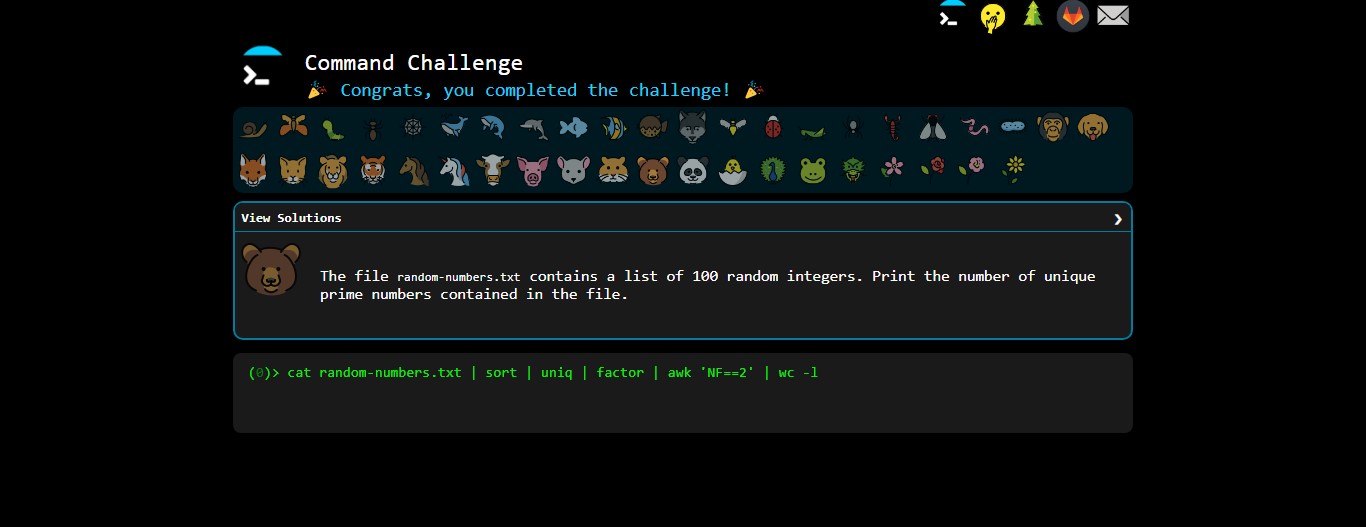 Command Challenge
🎉 Congrats, you completed the challenge! 🎉
View Solutions
The file random-numbers.txt contains a list of 100 random integers. Print the number of unique
prime numbers contained in the file.
(0)> cat random-numbers.txt | sort | uniq | factor | awk 'NF==2' | wc -l